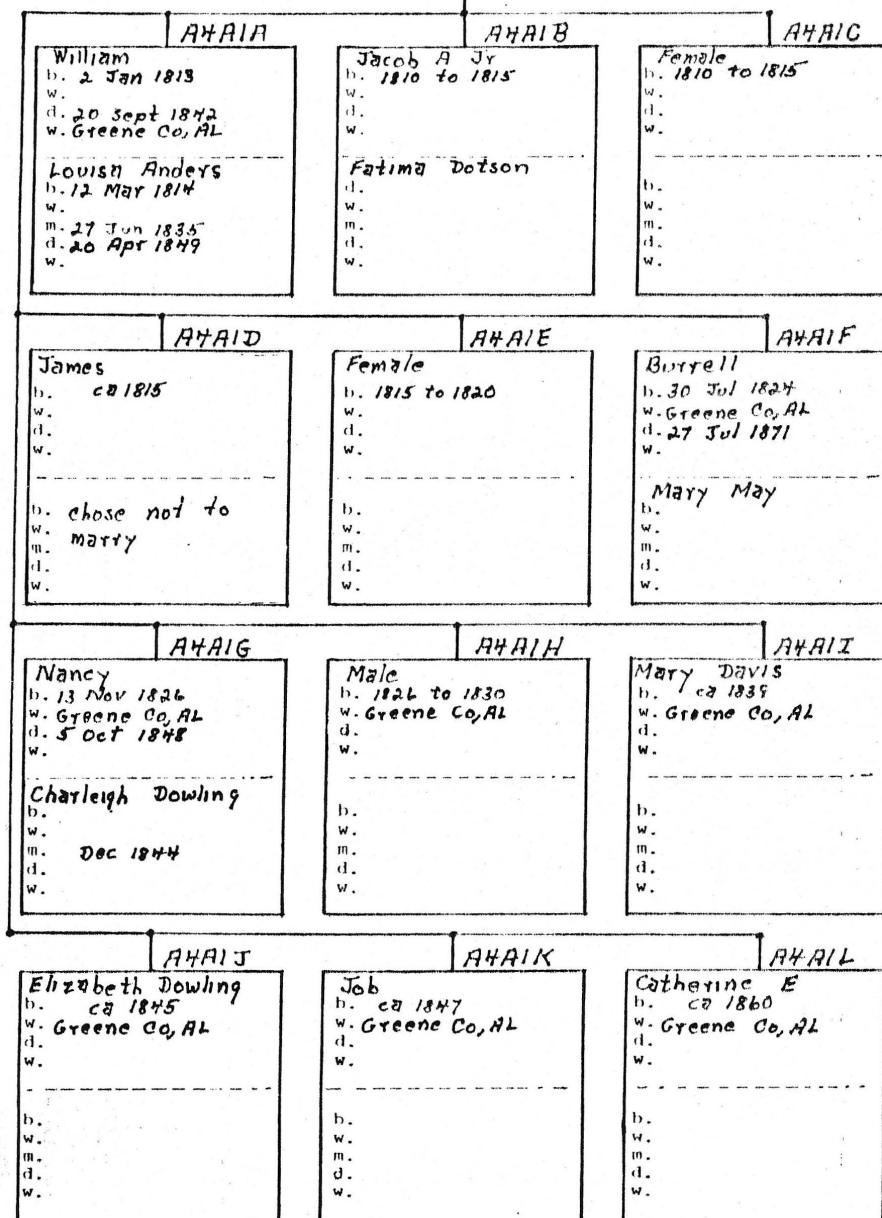 A4A1A
William
b. 2 Jan 1813
w.
d. 20 Sept 1842
w. Greene Co, AL
Louisa Anders
b. 12 Mar 1814
w.
m. 27 Jun 1835
d. 20 Apr 1849
w.
A4A1B
Jacob A Jr
b. 1810 to 1815
w.
d.
w.
Fatima Dotson
d.
w.
m.
d.
w.
A4A1C
Female
b. 1810 to 1815
w.
d.
w.
b.
w.
m.
d.
w.
A4A1D
James
b. ca 1815
w.
d.
w.
b. chose not to
w. marry
m.
d.
w.
A4A1E
Female
b. 1815 to 1820
w.
d.
w.
b.
w.
m.
d.
w.
A4A1F
Burrell
b. 30 Jul 1824
w. Greene Co, AL
d. 27 Jul 1871
w.
Mary May
b.
w.
m.
d.
w.
A4A1G
Nancy
b. 13 Nov 1826
w. Greene Co, AL
d. 5 Oct 1848
w.
Charleigh Dowling
b.
w.
m. Dec 1844
d.
w.
A4A1H
Male
b. 1826 to 1830
w. Greene Co, AL
d.
w.
b.
w.
m.
d.
w.
A4A1I
Mary Davis
b. ca
w. Greene Co, AL
d.
w.
b.
w.
m.
d.
w.
A4A1J
Elizabeth Dowling
b. ca 1845
w. Greene Co, AL
d.
w.
b.
w.
m.
d.
w.
A4A1K
Job
b. ca 1847
w. Greene Co, AL
d.
w.
b.
w.
m.
d.
w.
A4A1L
Catherine E
b. ca 1860
w. Greene Co, AL
d.
w.
b.
w.
m.
d.
w.